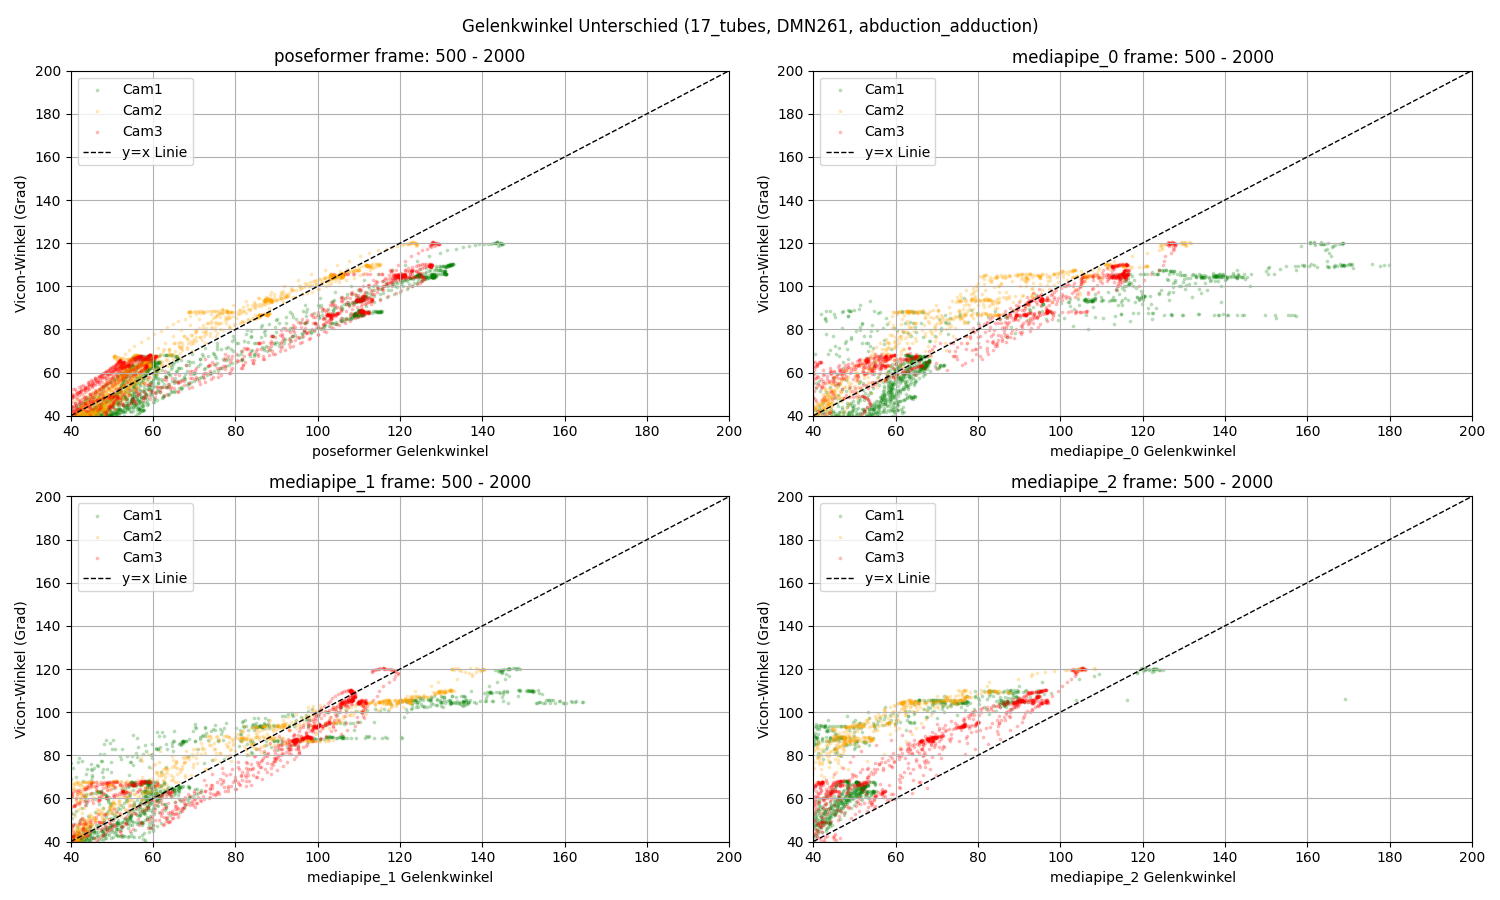 Gelenkwinkel Unterschied (17_tubes, DMN261, abduction_adduction)
poseformer frame: 500 - 2000
200
180
160
140
120
100
80
60
40
Vicon-Winkel (Grad)
Cam1
Cam2
Cam3
y=x Linie
40 60 80 100 120 140 160 180 200
poseformer Gelenkwinkel
mediapipe_0 frame: 500 - 2000
200
180
160
140
120
100
80
60
40
Vicon-Winkel (Grad)
Cam1
Cam2
Cam3
y=x Linie
40 60 80 100 120 140 160 180 200
mediapipe_0 Gelenkwinkel
mediapipe_1 frame: 500 - 2000
200
180
160
140
120
100
80
60
40
Vicon-Winkel (Grad)
Cam1
Cam2
Cam3
y=x Linie
40 60 80 100 120 140 160 180 200
mediapipe_1 Gelenkwinkel
mediapipe_2 frame: 500 - 2000
200
180
160
140
120
100
80
60
40
Vicon-Winkel (Grad)
Cam1
Cam2
Cam3
y=x Linie
40 60 80 100 120 140 160 180 200
mediapipe_2 Gelenkwinkel